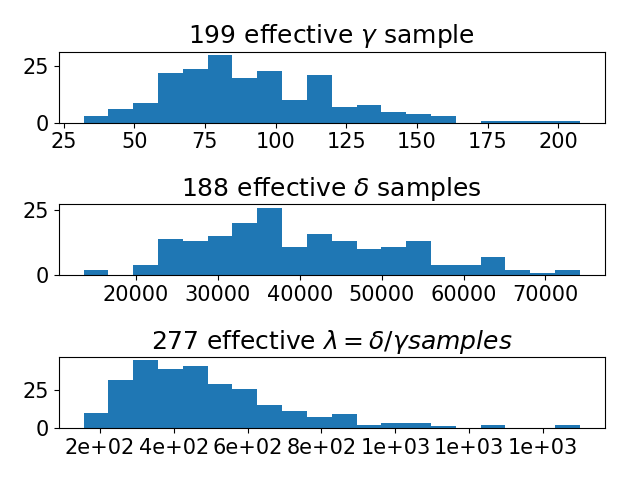 199 effective γ sample
25
0
25 50 75 100 125 150 175 200
188 effective δ samples
25
0
20000 30000 40000 50000 60000 70000
277 effective λ = δ/γsamples
25
0
2e+02 4e+02 6e+02 8e+02 1e+03 1e+03 1e+03